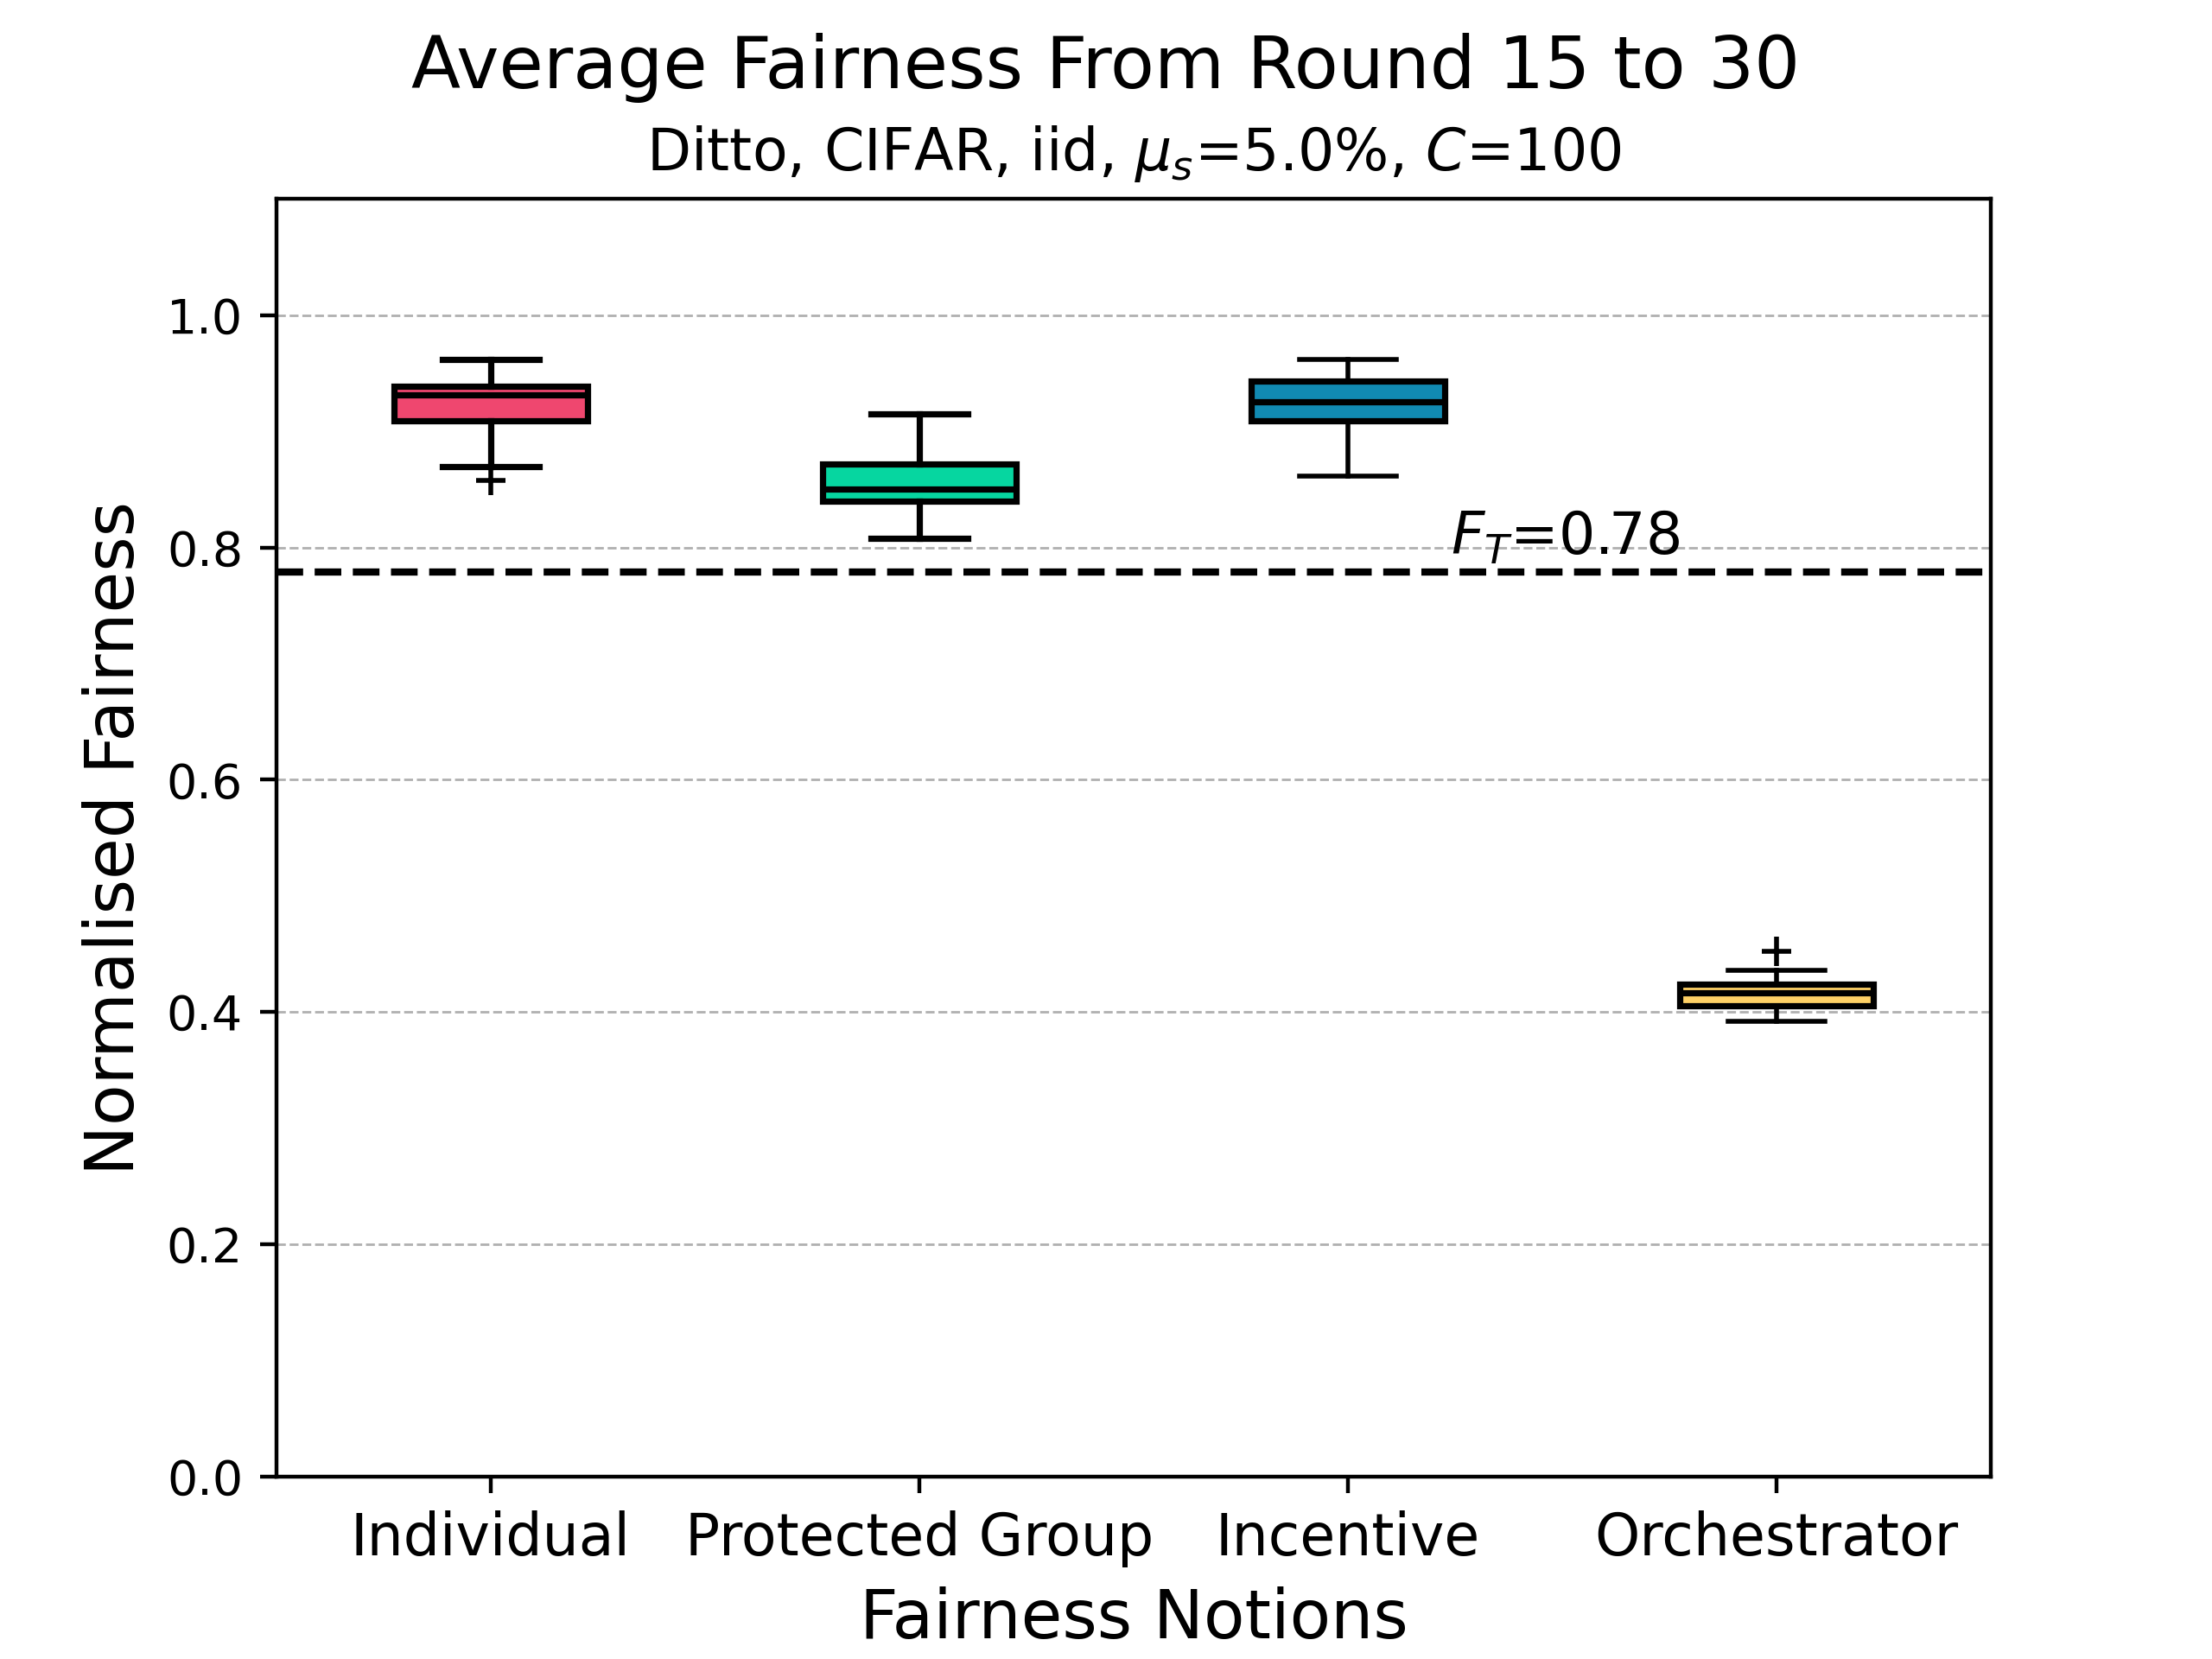 Average Fairness From Round 15 to 30
Ditto, CIFAR, iid, μₛ=5.0%, C=100
Normalised Fairness
1.0
0.8
0.6
0.4
0.2
0.0
F_T=0.78
Individual Protected Group Incentive Orchestrator
Fairness Notions